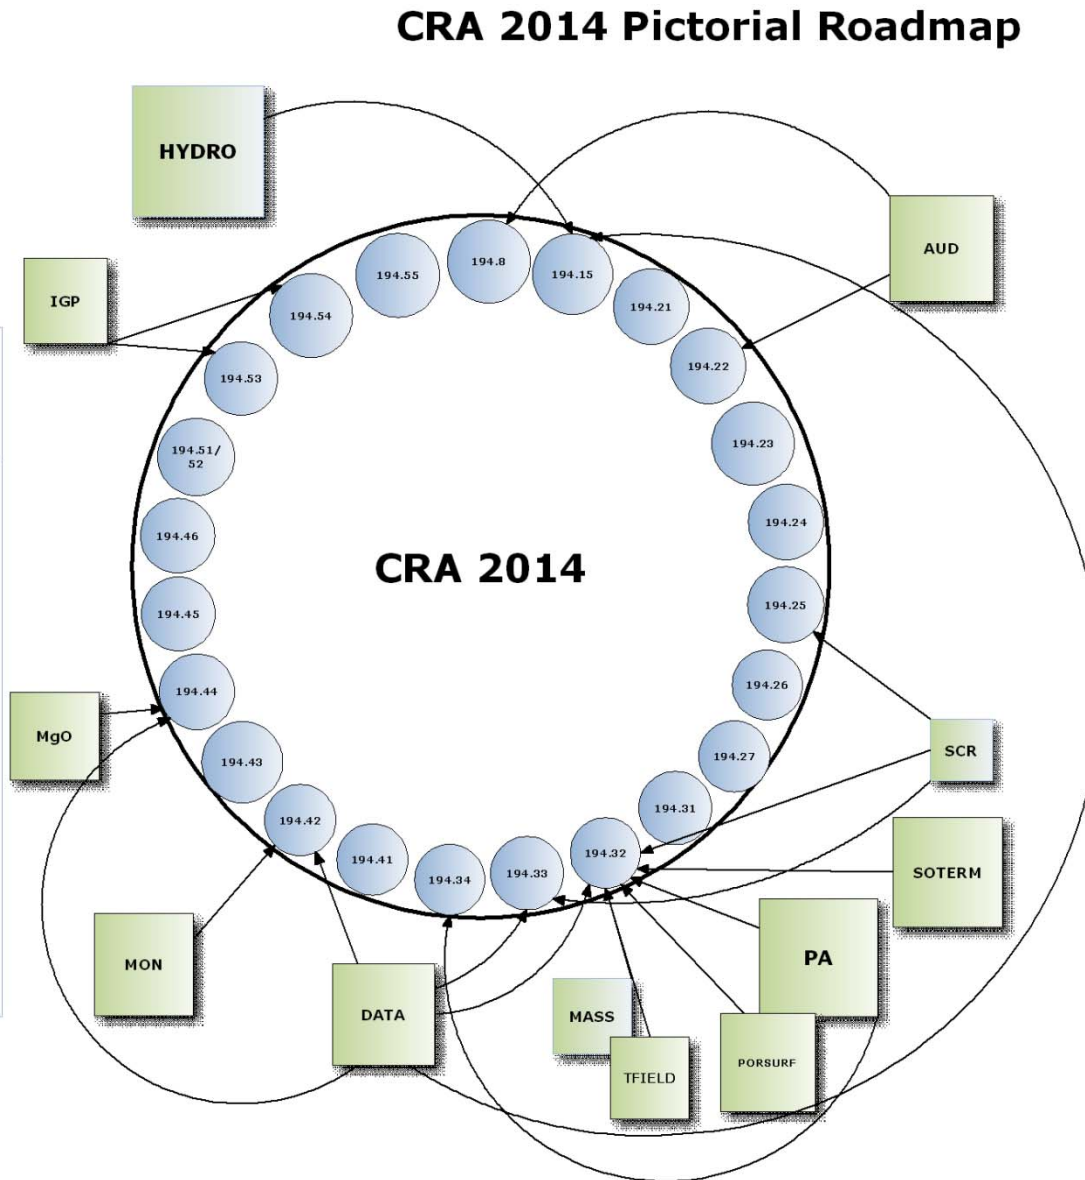 CRA 2014 Pictorial Roadmap
HYDRO
AUD
IGP
194.8
194.15
194.55
194.21
194.54
194.22
194.53
194.23
194.51/
52
194.24
194.46
CRA 2014
194.25
194.45
194.26
194.44
MgO
194.27
SCR
194.43
194.31
194.42
194.32
194.41
194.33
194.34
SOTERM
PA
MON
DATA
MASS
PORSURF
TFIELD